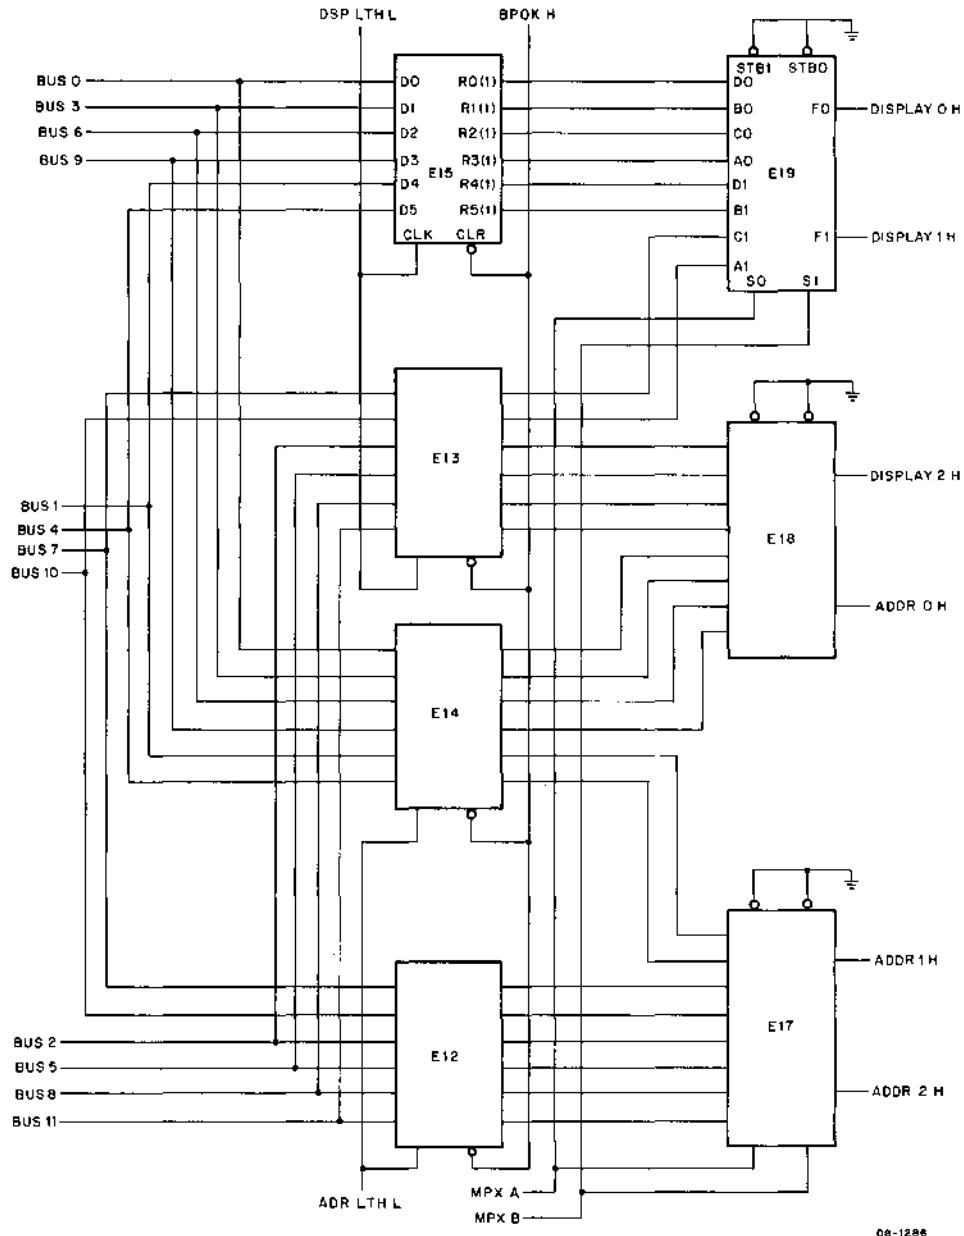 DSP LTH L
BPOK H
BUS 0
BUS 3
BUS 6
BUS 9
D0 R0(1)
D1 R1(1)
D2 R2(1)
D3 R3(1)
E15
D4 R4(1)
D5 R5(1)
CLK CLR
STB1 STB0
D0
B0 F0
C0
A0
E19
D1
B1
C1 F1
A1
S0 S1
DISPLAY 0 H
DISPLAY 1 H
E13
BUS 1
BUS 4
BUS 7
BUS 10
DISPLAY 2 H
E18
ADDR 0 H
E14
ADDR 1 H
E17
ADDR 2 H
BUS 2
BUS 5
BUS 8
BUS 11
E12
ADR LTH L
MPX A
MPX B
08-1286